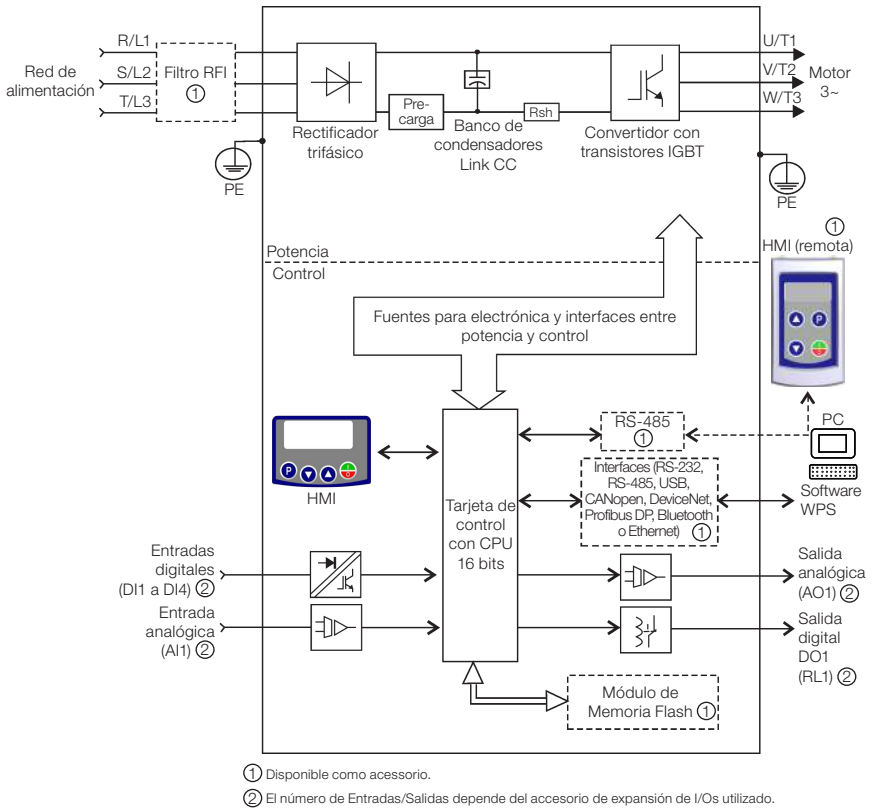 R/L1
S/L2
T/L3
Red de
alimentación
Filtro RFI
①
PE
Rectificador
trifásico
Pre-
carga
Banco de
condensadores
Link CC
Rsh
Convertidor con
transistores IGBT
U/T1
V/T2
W/T3
Motor
3~
PE
Potencia
Control
Fuentes para electrónica y interfaces entre
potencia y control
①
HMI (remota)
P
P
I
O
HMI
Tarjeta de
control
con CPU
16 bits
RS-485
①
PC
Interfaces (RS-232,
RS-485, USB,
CANopen, DeviceNet,
Profibus DP, Bluetooth
o Ethernet) ①
Software
WPS
Entradas
digitales
(DI1 a DI4) ②
Entrada
analógica
(AI1) ②
Salida
analógica
(AO1) ②
Salida
digital
DO1
(RL1) ②
Módulo de
Memoria Flash ①
① Disponible como acessorio.
② El número de Entradas/Salidas depende del accesorio de expansión de I/Os utilizado.